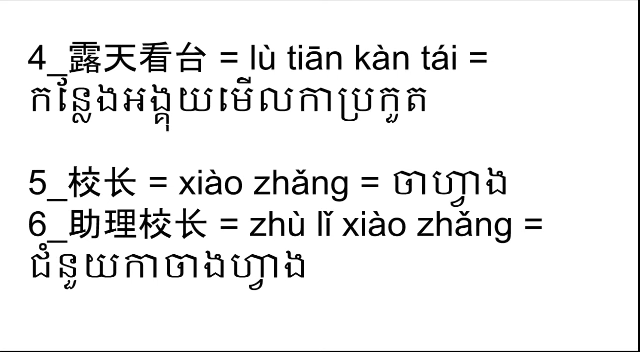 4_露天看台 = lù tiān kàn tái =
កន្លែងអង្គុយមើលកាប្រកួត
5_校长 = xiào zhǎng = ចាហ្វាង
6_助理校长 = zhù lǐ xiào zhǎng =
ជំនួយកាចាងហ្វាង